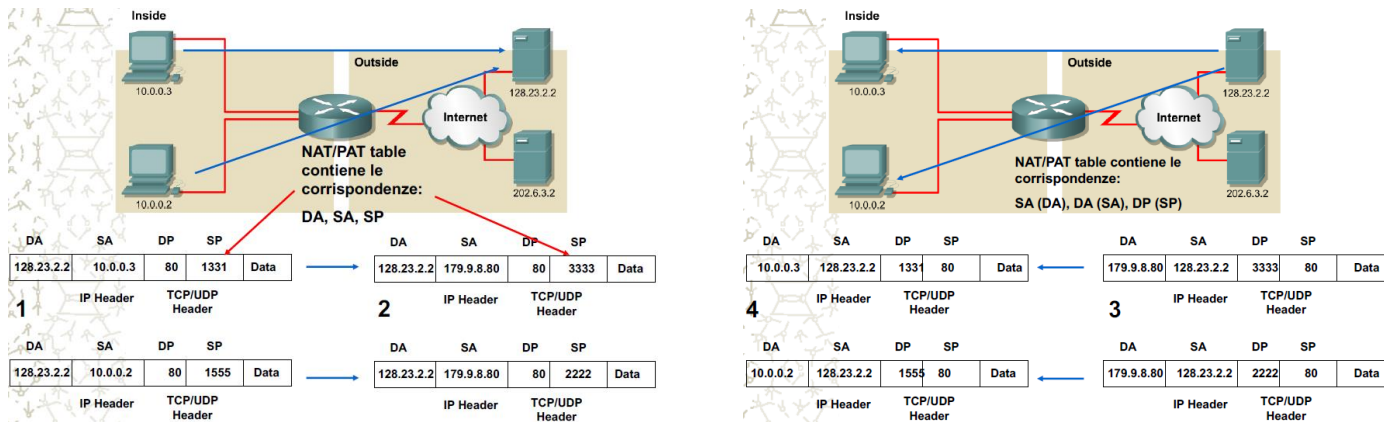 Inside
Outside
10.0.0.3
128.23.2.2
Internet
NAT/PAT table
contiene le
corrispondenze:
DA, SA, SP
10.0.0.2
202.6.3.2
DA SA DP SP
128.23.2.2 10.0.0.3 80 1331 Data
IP Header TCP/UDP
Header
1
DA SA DP SP
128.23.2.2 179.9.8.80 80 3333 Data
IP Header TCP/UDP
Header
2
DA SA DP SP
128.23.2.2 10.0.0.2 80 1555 Data
IP Header TCP/UDP
Header
DA SA DP SP
128.23.2.2 179.9.8.80 80 2222 Data
IP Header TCP/UDP
Header
Inside
Outside
10.0.0.3
128.23.2.2
Internet
NAT/PAT table contiene le
corrispondenze:
SA (DA), DA (SA), DP (SP)
10.0.0.2
202.6.3.2
DA SA DP SP
10.0.0.3 128.23.2.2 1331 80 Data
IP Header TCP/UDP
Header
4
DA SA DP SP
179.9.8.80 128.23.2.2 3333 80 Data
IP Header TCP/UDP
Header
3
DA SA DP SP
10.0.0.2 128.23.2.2 1555 80 Data
IP Header TCP/UDP
Header
DA SA DP SP
179.9.8.80 128.23.2.2 2222 80 Data
IP Header TCP/UDP
Header